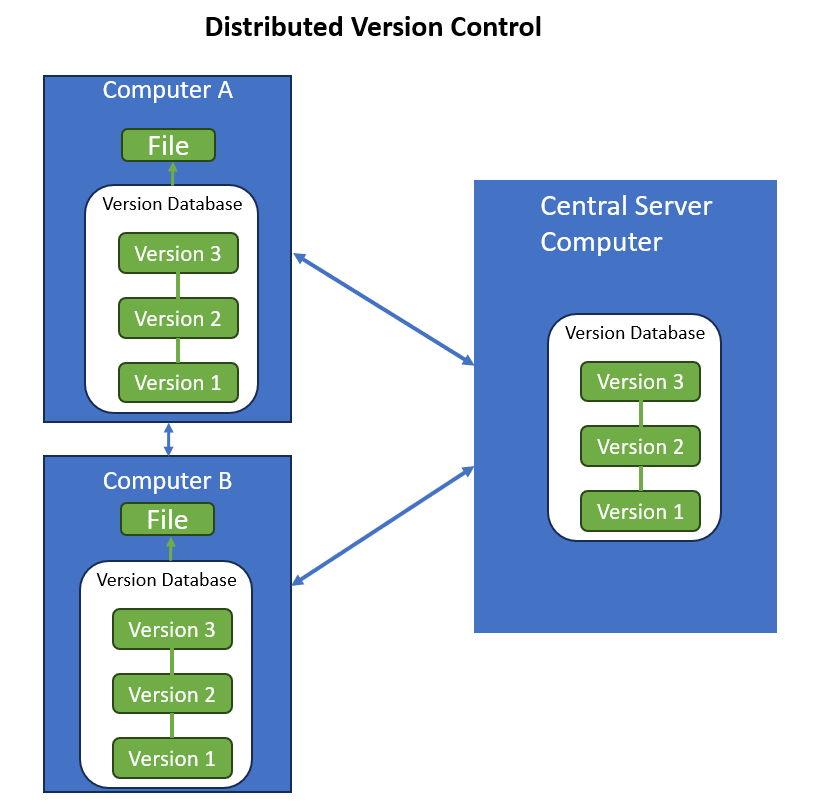 Distributed Version Control
Computer A
File
Version Database
Version 3
Version 2
Version 1
Computer B
File
Version Database
Version 3
Version 2
Version 1
Central Server
Computer
Version Database
Version 3
Version 2
Version 1